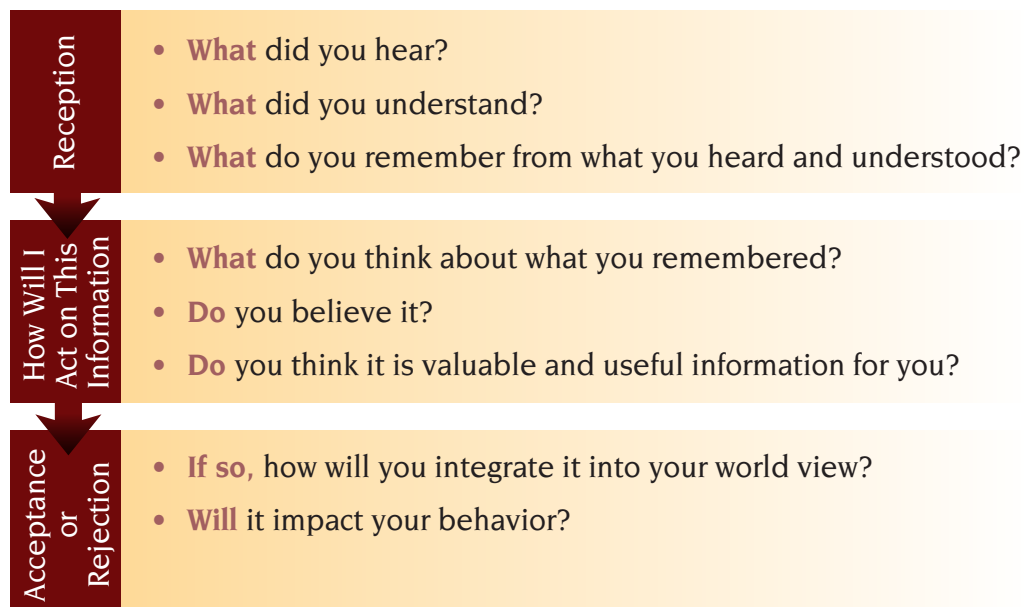 Reception
• What did you hear?
• What did you understand?
• What do you remember from what you heard and understood?
How Will I
Act on This
Information
• What do you think about what you remembered?
• Do you believe it?
• Do you think it is valuable and useful information for you?
Acceptance
or
Rejection
• If so, how will you integrate it into your world view?
• Will it impact your behavior?